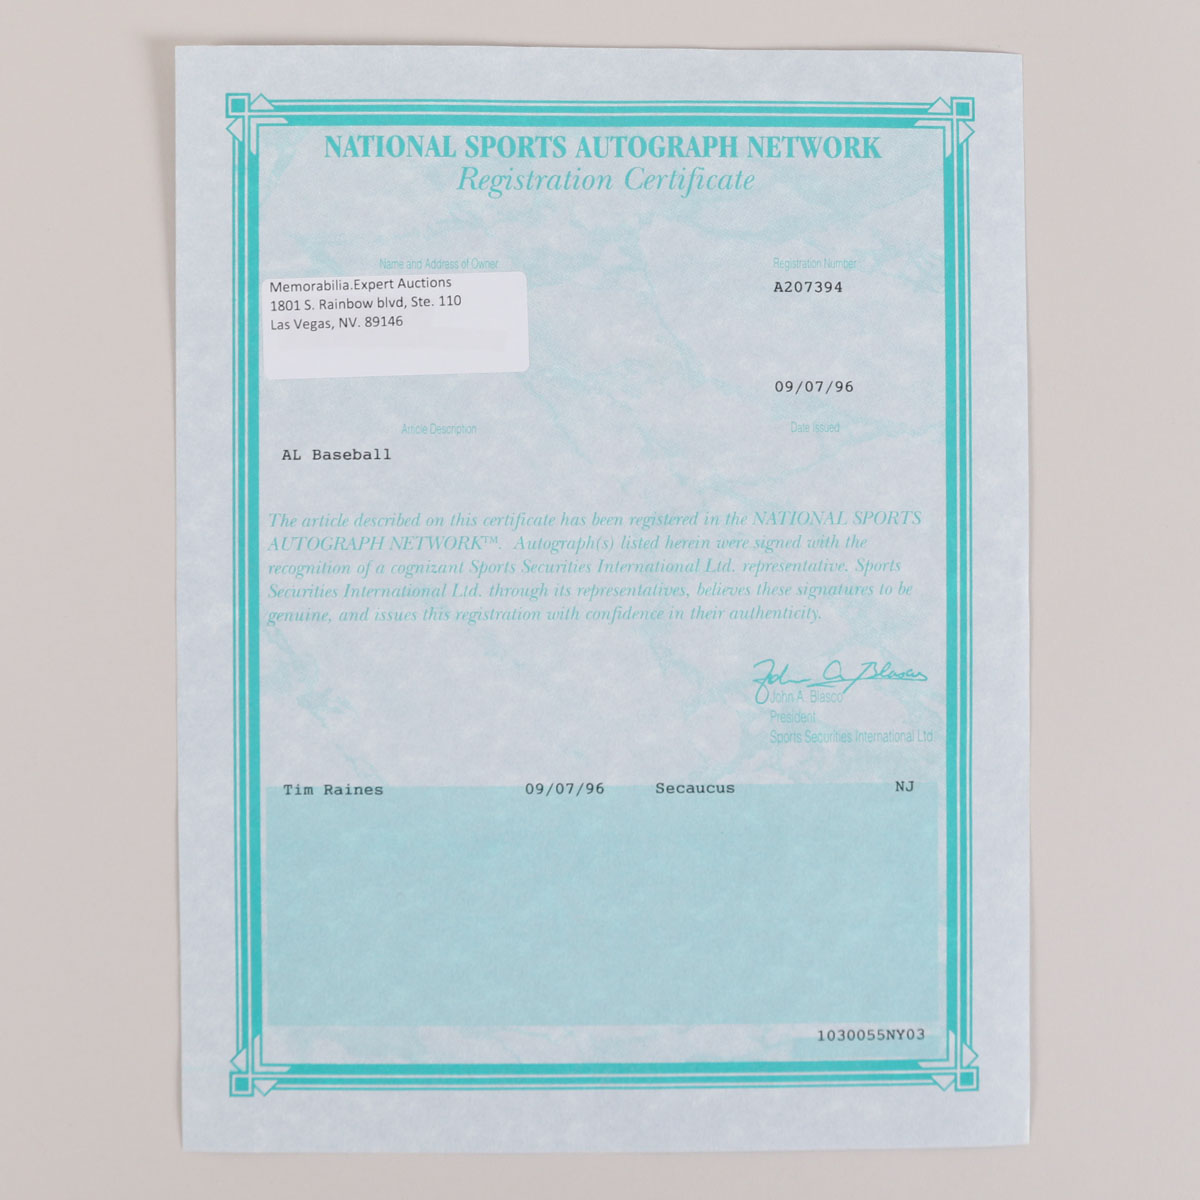 NATIONAL SPORTS AUTOGRAPH NETWORK
Registration Certificate
Name and Address of Owner
Registration Number
Memorabilia.Expert Auctions
1801 S. Rainbow blvd, Ste. 110
Las Vegas, NV. 89146
A207394
09/07/96
Article Description
Date Issued
AL Baseball
The article described on this certificate has been registered in the NATIONAL SPORTS
AUTOGRAPH NETWORK™. Autograph(s) listed herein were signed with the
recognition of a cognizant Sports Securities International Ltd. representative. Sports
Securities International Ltd. through its representatives, believes these signatures to be
genuine, and issues this registration with confidence in their authenticity.
John A Blasco
John A. Blasco
President
Sports Securities International Ltd.
Tim Raines 09/07/96 Secaucus NJ
1030055NY03